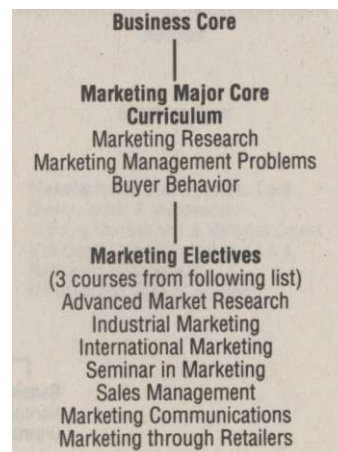 Business Core
Marketing Major Core
Curriculum
Marketing Research
Marketing Management Problems
Buyer Behavior
Marketing Electives
(3 courses from following list)
Advanced Market Research
Industrial Marketing
International Marketing
Seminar in Marketing
Sales Management
Marketing Communications
Marketing through Retailers